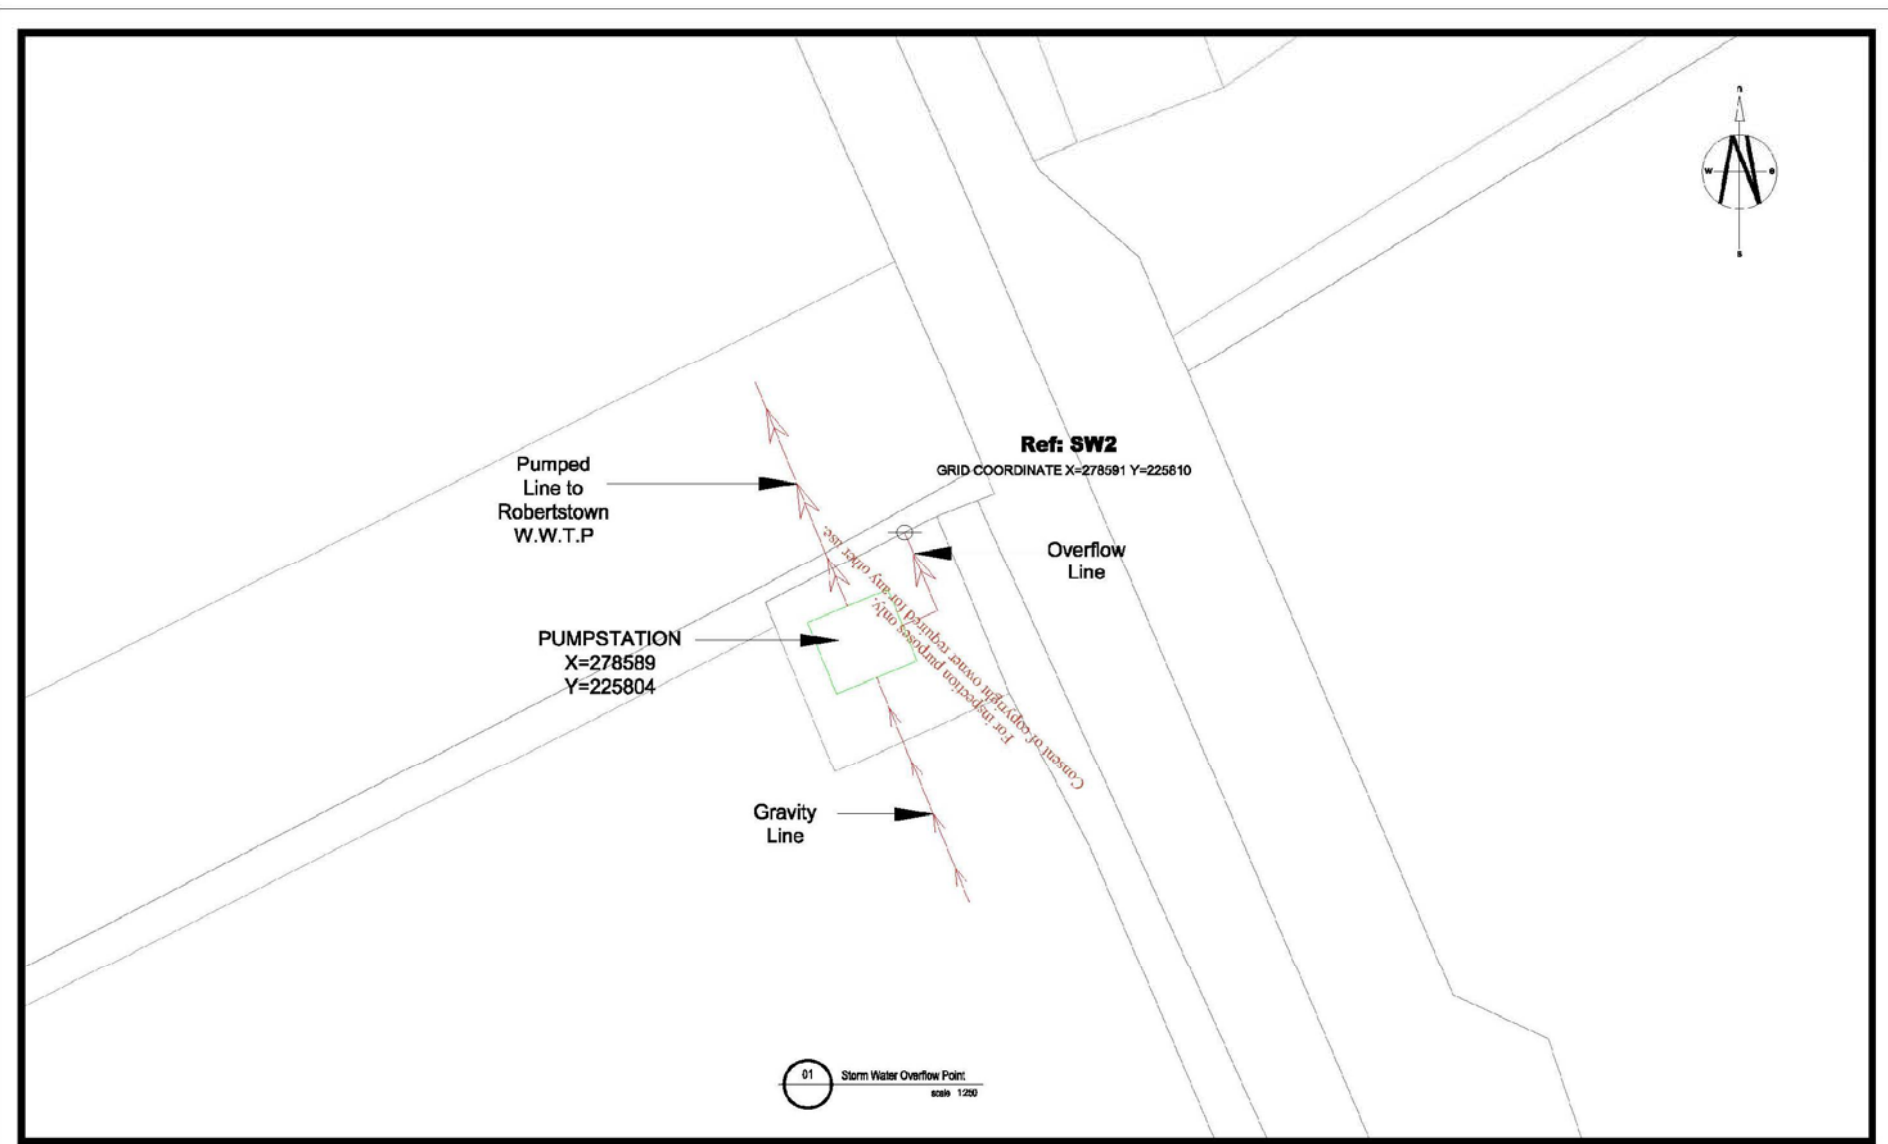 n
w
e
s
Ref: SW2
GRID COORDINATE X=278591 Y=225810
Pumped
Line to
Robertstown
W.W.T.P
Overflow
Line
PUMPSTATION
X=278589
Y=225804
For inspection purposes only.
Consent of copyright owner required for any other use.
Gravity
Line
01
Storm Water Overflow Point
scale 1:250